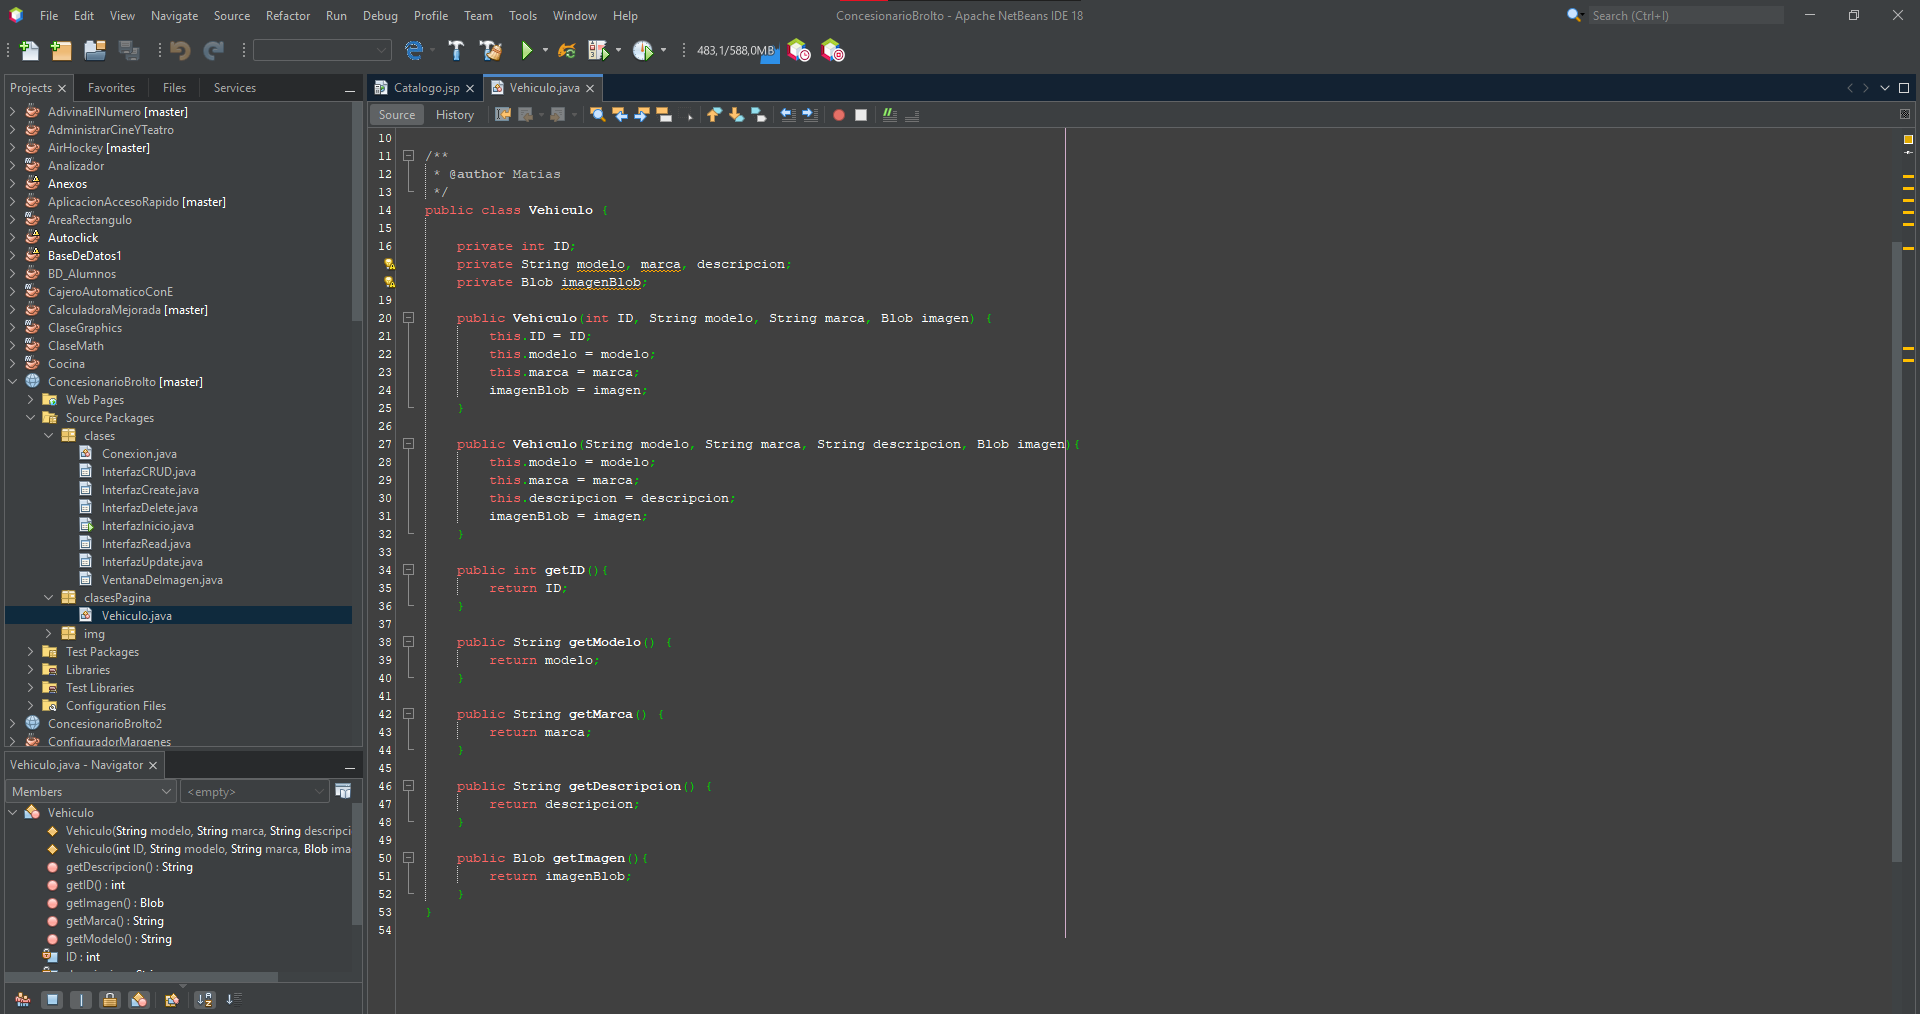 File Edit View Navigate Source Refactor Run Debug Profile Team Tools Window Help
ConcesionarioBrolto - Apache NetBeans IDE 18
Search (Ctrl+I)
483,1/588,0MB
Projects Favorites Files Services
Catalogo.jsp Vehiculo.java
Source History
AdivinaElNumero [master]
AdministrarCineYTeatro
AirHockey [master]
Analizador
Anexos
AplicacionAccesoRapido [master]
AreaRectangulo
Autoclick
BaseDeDatos1
BD_Alumnos
CajeroAutomaticoConE
CalculadoraMejorada [master]
ClaseGraphics
ClaseMath
Cocina
ConcesionarioBrolto [master]
Web Pages
Source Packages
clases
Conexion.java
InterfazCRUD.java
InterfazCreate.java
InterfazDelete.java
InterfazInicio.java
InterfazRead.java
InterfazUpdate.java
VentanaDeImagen.java
clasesPagina
Vehiculo.java
img
Test Packages
Libraries
Test Libraries
Configuration Files
ConcesionarioBrolto2
ConfiguradorMargenes
Vehiculo.java - Navigator
Members <empty>
Vehiculo
Vehiculo(String modelo, String marca, String descripci
Vehiculo(int ID, String modelo, String marca, Blob ima
getDescripcion() : String
getID() : int
getImagen() : Blob
getMarca() : String
getModelo() : String
ID : int
10
11 /**
12 * @author Matias
13 */
14 public class Vehiculo {
15
16 private int ID;
private String modelo, marca, descripcion;
private Blob imagenBlob;
19
20 public Vehiculo(int ID, String modelo, String marca, Blob imagen) {
21 this.ID = ID;
22 this.modelo = modelo;
23 this.marca = marca;
24 imagenBlob = imagen;
25 }
26
27 public Vehiculo(String modelo, String marca, String descripcion, Blob imagen){
28 this.modelo = modelo;
29 this.marca = marca;
30 this.descripcion = descripcion;
31 imagenBlob = imagen;
32 }
33
34 public int getID(){
35 return ID;
36 }
37
38 public String getModelo() {
39 return modelo;
40 }
41
42 public String getMarca() {
43 return marca;
44 }
45
46 public String getDescripcion() {
47 return descripcion;
48 }
49
50 public Blob getImagen(){
51 return imagenBlob;
52 }
53 }
54